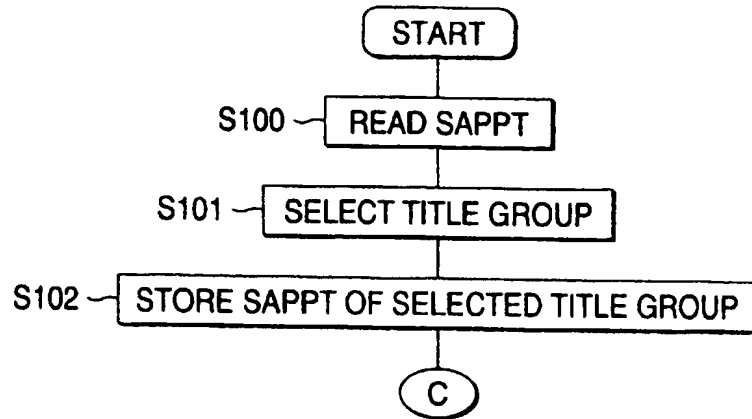 START
S100 READ SAPPT
S101 SELECT TITLE GROUP
S102 STORE SAPPT OF SELECTED TITLE GROUP
C